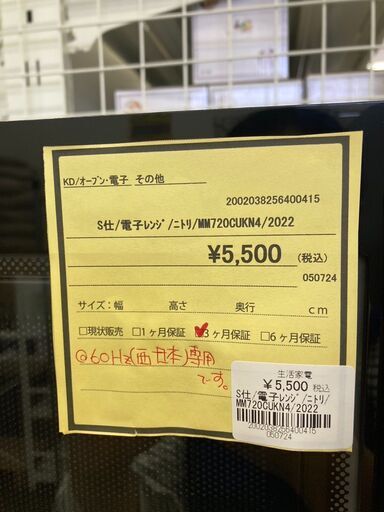 KD/オーブン・電子 その他
2002038256400415
S仕/電子ﾚﾝｼﾞ/ﾆﾄﾘ/MM720CUKN4/2022
¥5,500 (税込)
050724
サイズ:幅 高さ 奥行 cm
□現状販売 □1ヶ月保証 □3ヶ月保証 □6ヶ月保証
@60Hz(西日本)専用
です。
生活家電
¥5,500 税込
S仕/電子ﾚﾝｼﾞ/ﾆﾄﾘ/
MM720CUKN4/2022
2002038256400415
050724